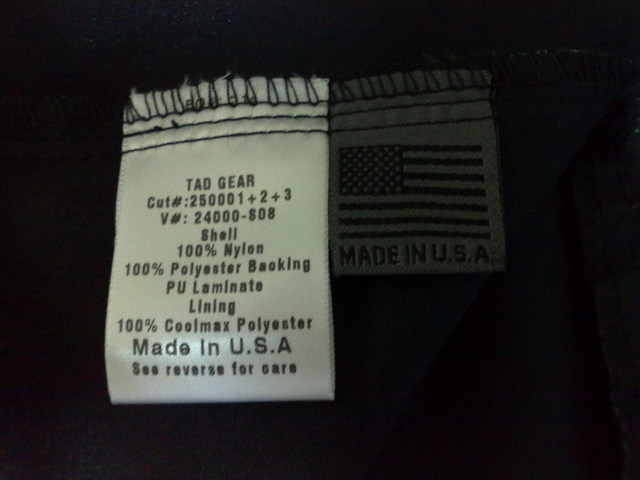 TAD GEAR
Cut#:250001+2+3
V#: 24000-S08
Shell
100% Nylon
100% Polyester Backing
PU Laminate
Lining
100% Coolmax Polyester
Made in U.S.A
See reverse for care
MADE IN U.S.A.